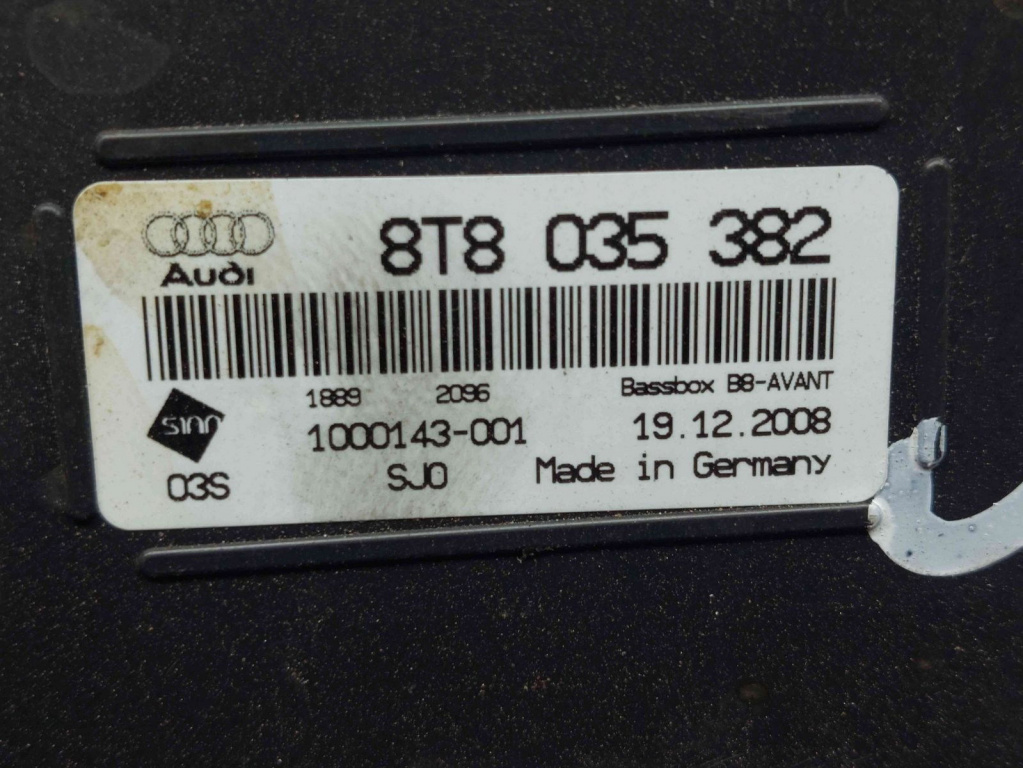 8T8 035 382
Audi
1889 2096 Bassbox B8-AVANT
SINN
1000143-001 19.12.2008
03S SJ0 Made in Germany